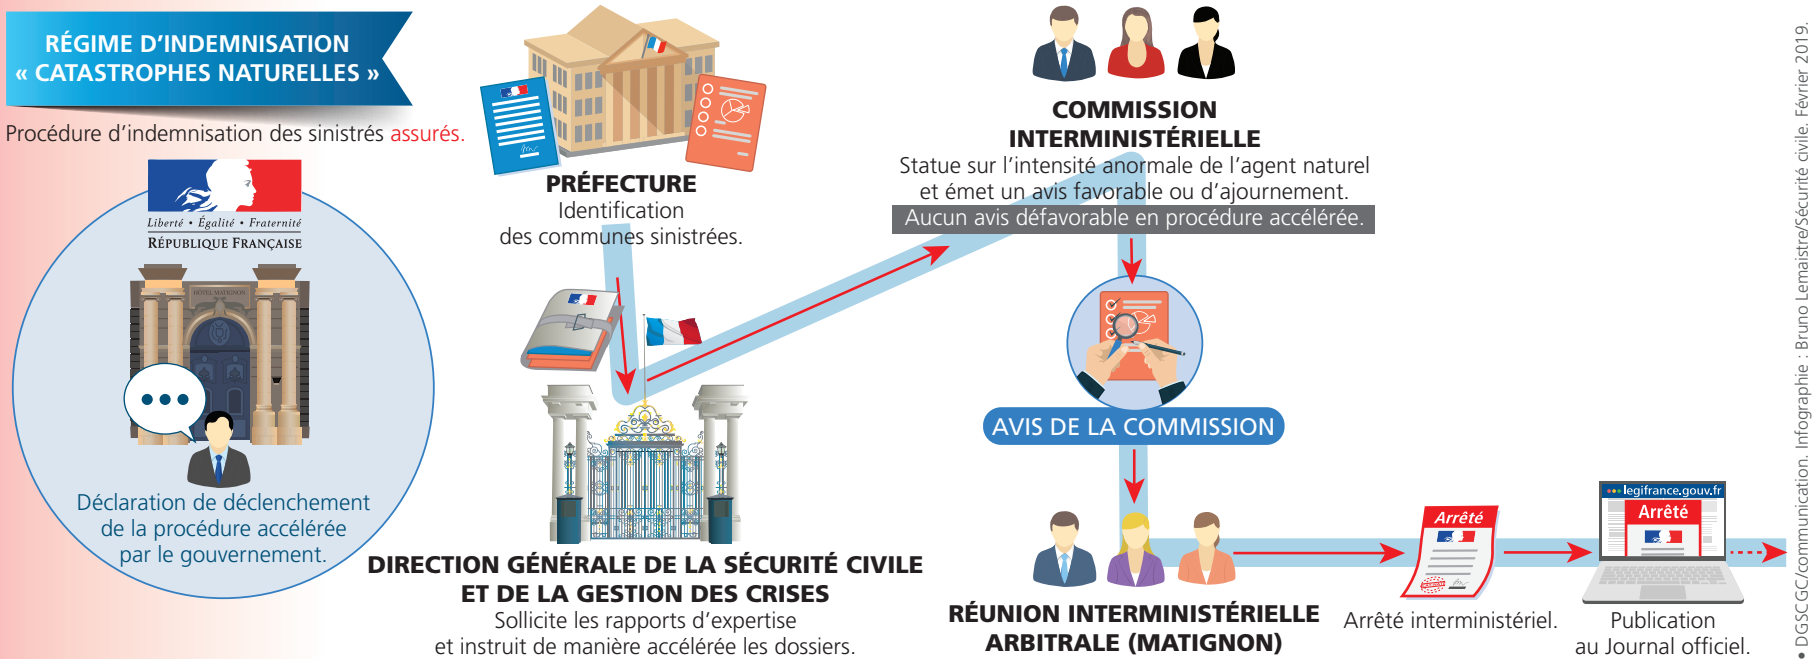 RÉGIME D’INDEMNISATION
« CATASTROPHES NATURELLES »
Procédure d’indemnisation des sinistrés assurés.
Liberté • Égalité • Fraternité
RÉPUBLIQUE FRANÇAISE
HÔTEL MATIGNON
Déclaration de déclenchement
de la procédure accélérée
par le gouvernement.
PRÉFECTURE
Identification
des communes sinistrées.
DIRECTION GÉNÉRALE DE LA SÉCURITÉ CIVILE
ET DE LA GESTION DES CRISES
Sollicite les rapports d’expertise
et instruit de manière accélérée les dossiers.
COMMISSION
INTERMINISTÉRIELLE
Statue sur l’intensité anormale de l’agent naturel
et émet un avis favorable ou d’ajournement.
Aucun avis défavorable en procédure accélérée.
AVIS DE LA COMMISSION
RÉUNION INTERMINISTÉRIELLE
ARBITRALE (MATIGNON)
Arrêté
Arrêté interministériel.
legifrance.gouv.fr
Arrêté
Publication
au Journal officiel.
• DGSCGC/communication. Infographie : Bruno Lemaistre/Sécurité civile. Février 2019.